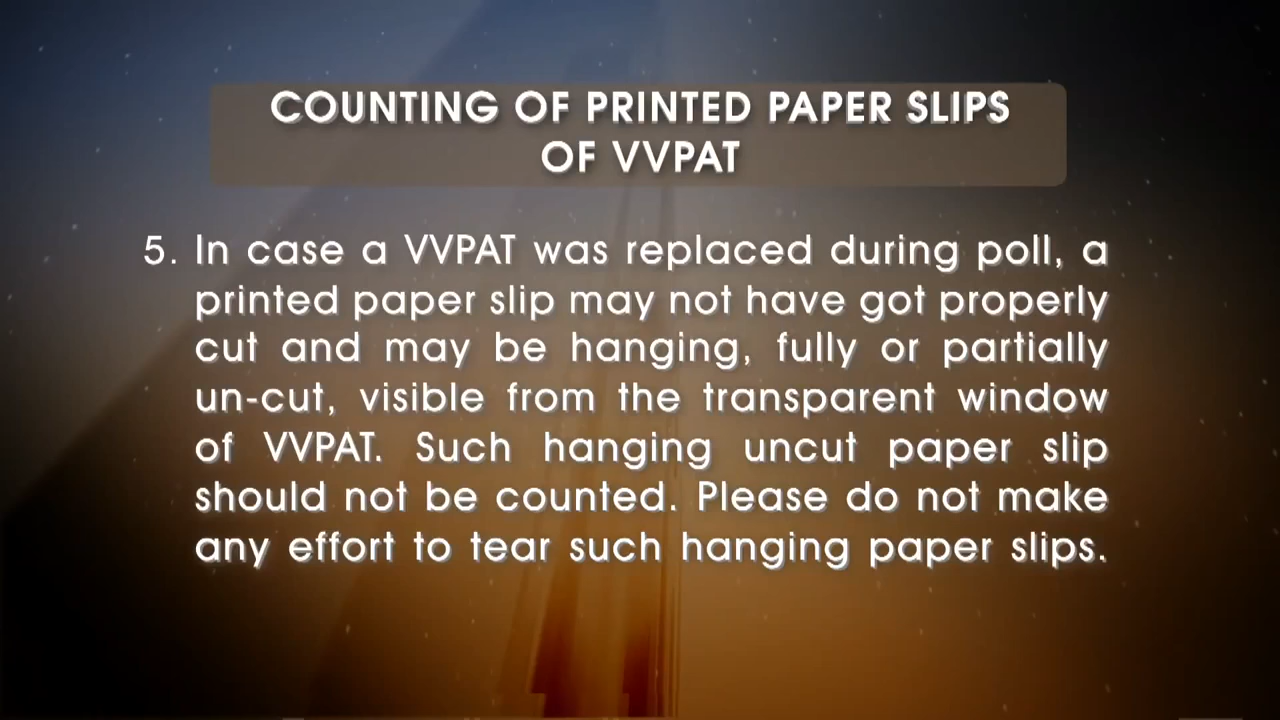 COUNTING OF PRINTED PAPER SLIPS
OF VVPAT
5. In case a VVPAT was replaced during poll, a
printed paper slip may not have got properly
cut and may be hanging, fully or partially
un-cut, visible from the transparent window
of VVPAT. Such hanging uncut paper slip
should not be counted. Please do not make
any effort to tear such hanging paper slips.